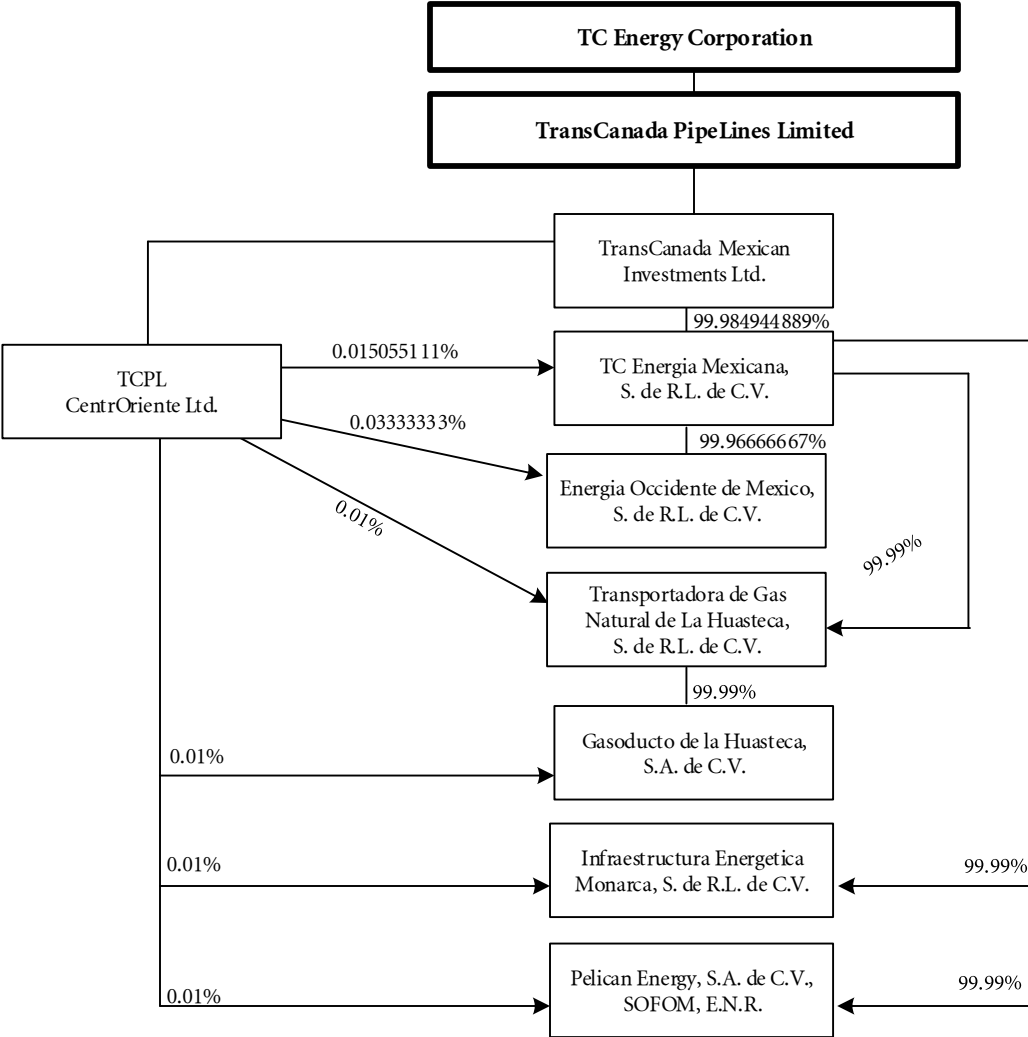 TC Energy Corporation
TransCanada PipeLines Limited
TransCanada Mexican
Investments Ltd.
99.984944889%
0.015055111%
TC Energia Mexicana,
S. de R.L. de C.V.
TCPL
CentrOriente Ltd.
0.03333333%
99.96666667%
Energia Occidente de Mexico,
S. de R.L. de C.V.
0.01%
99.99%
Transportadora de Gas
Natural de La Huasteca,
S. de R.L. de C.V.
99.99%
0.01%
Gasoducto de la Huasteca,
S.A. de C.V.
0.01%
Infraestructura Energetica
Monarca, S. de R.L. de C.V.
99.99%
0.01%
Pelican Energy, S.A. de C.V.,
SOFOM, E.N.R.
99.99%